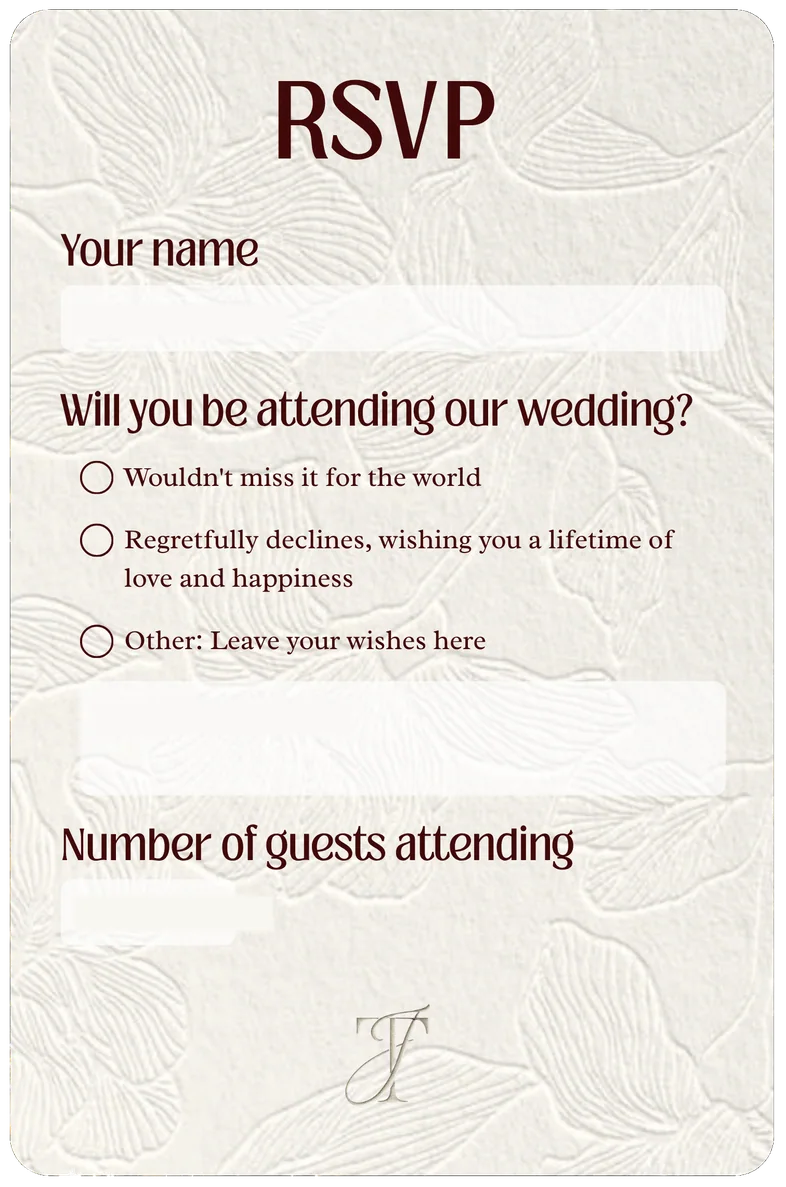 RSVP
Your name
Will you be attending our wedding?
Wouldn't miss it for the world
Regretfully declines, wishing you a lifetime of
love and happiness
Other: Leave your wishes here
Number of guests attending